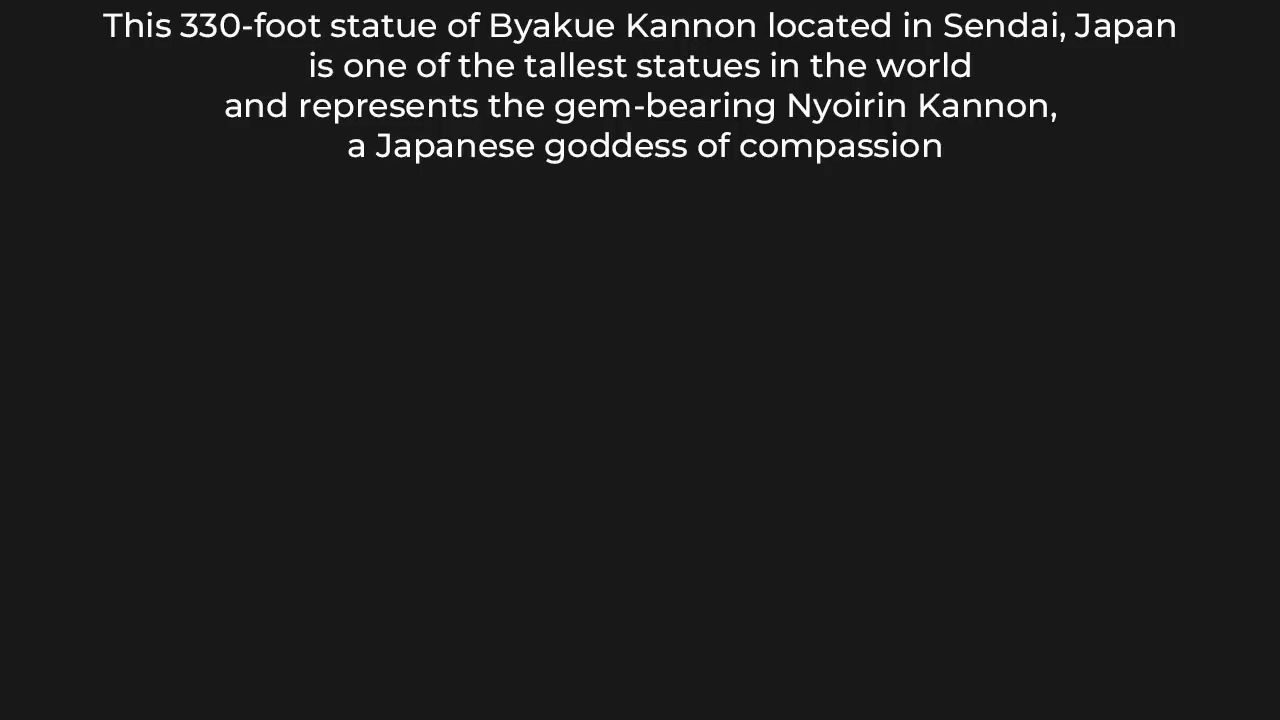 This 330-foot statue of Byakue Kannon located in Sendai, Japan
is one of the tallest statues in the world
and represents the gem-bearing Nyoirin Kannon,
a Japanese goddess of compassion